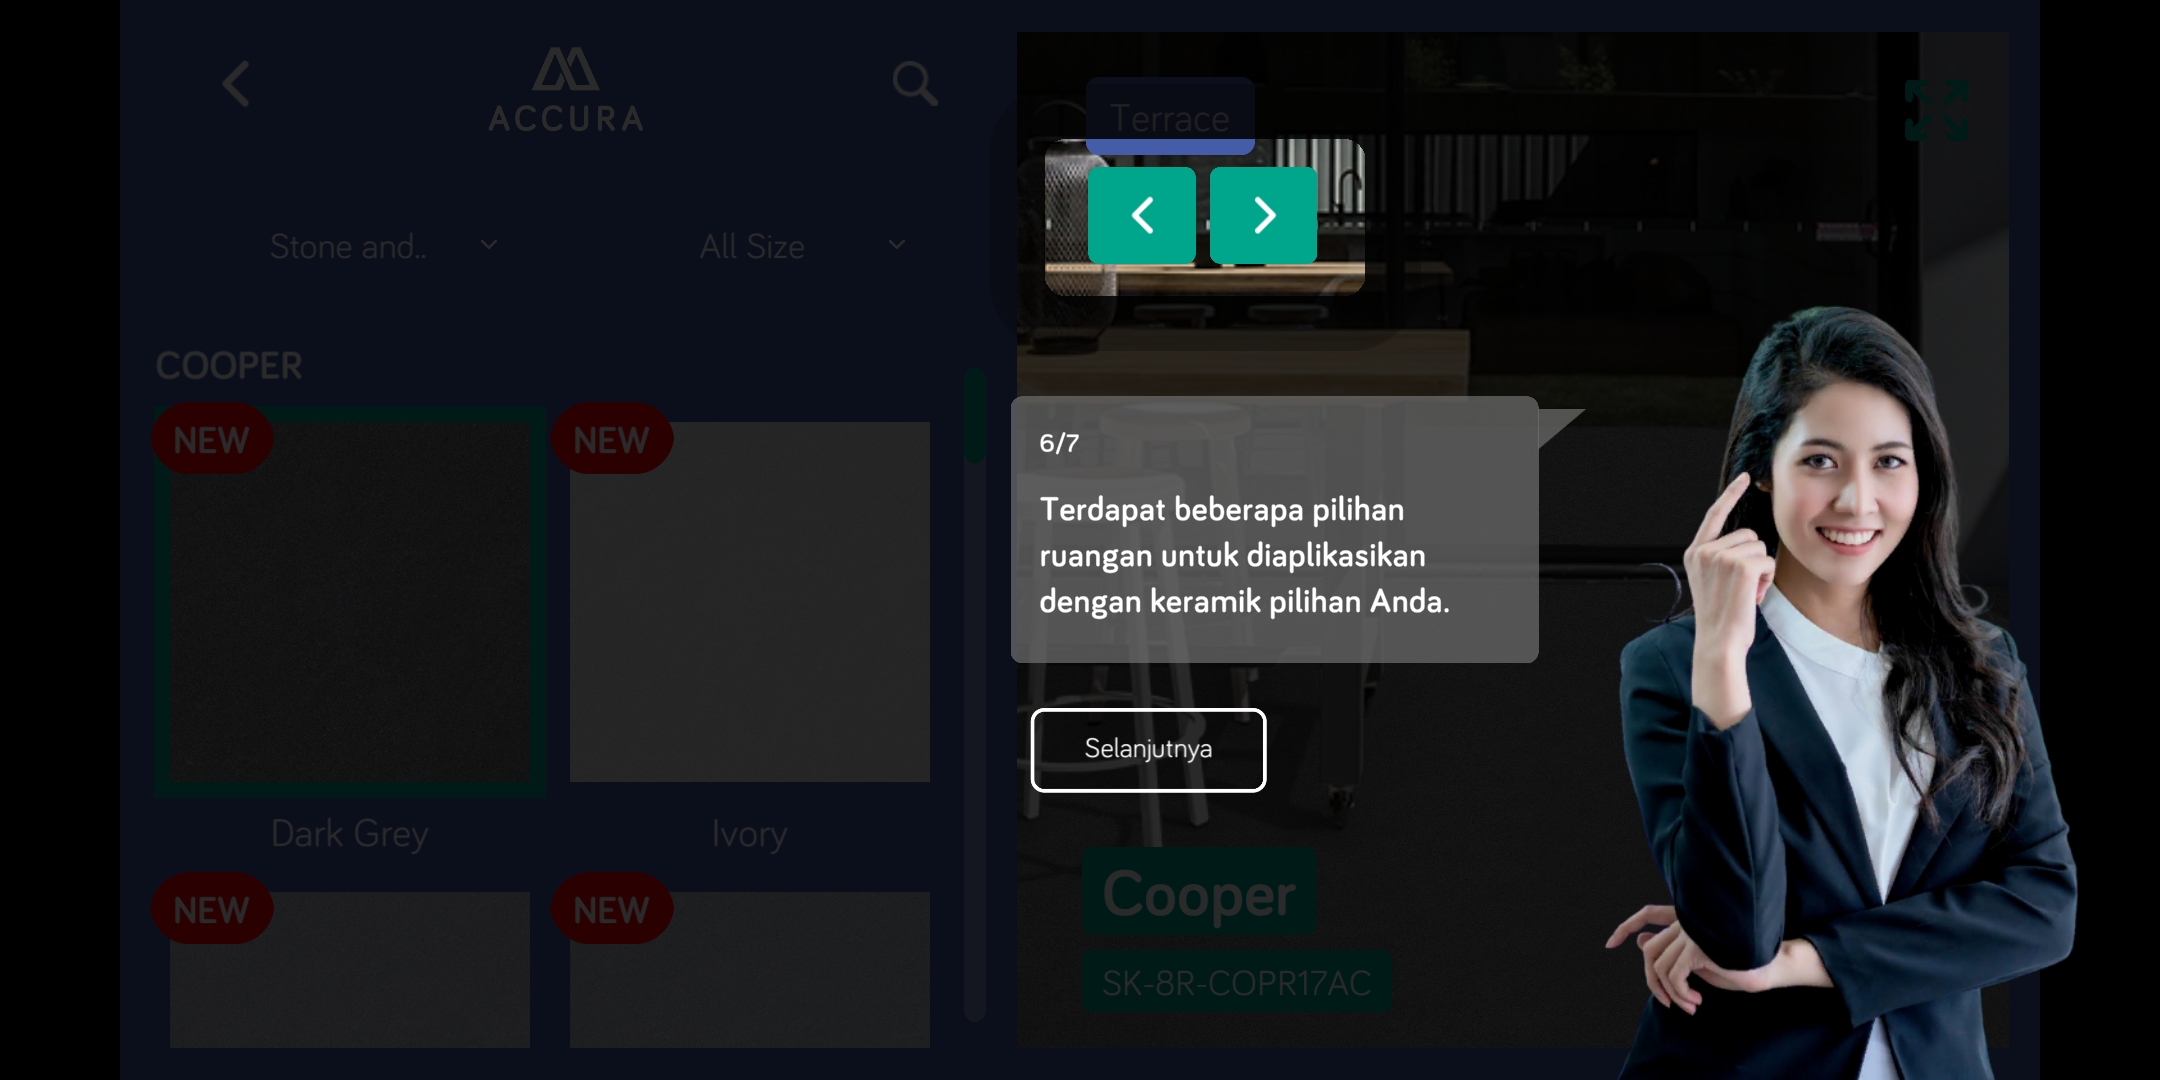 ACCURA
Stone and..
All Size
COOPER
NEW
NEW
Dark Grey
Ivory
NEW
NEW
Terrace
6/7
Terdapat beberapa pilihan
ruangan untuk diaplikasikan
dengan keramik pilihan Anda.
Selanjutnya
Cooper
SK-8R-COPR17AC